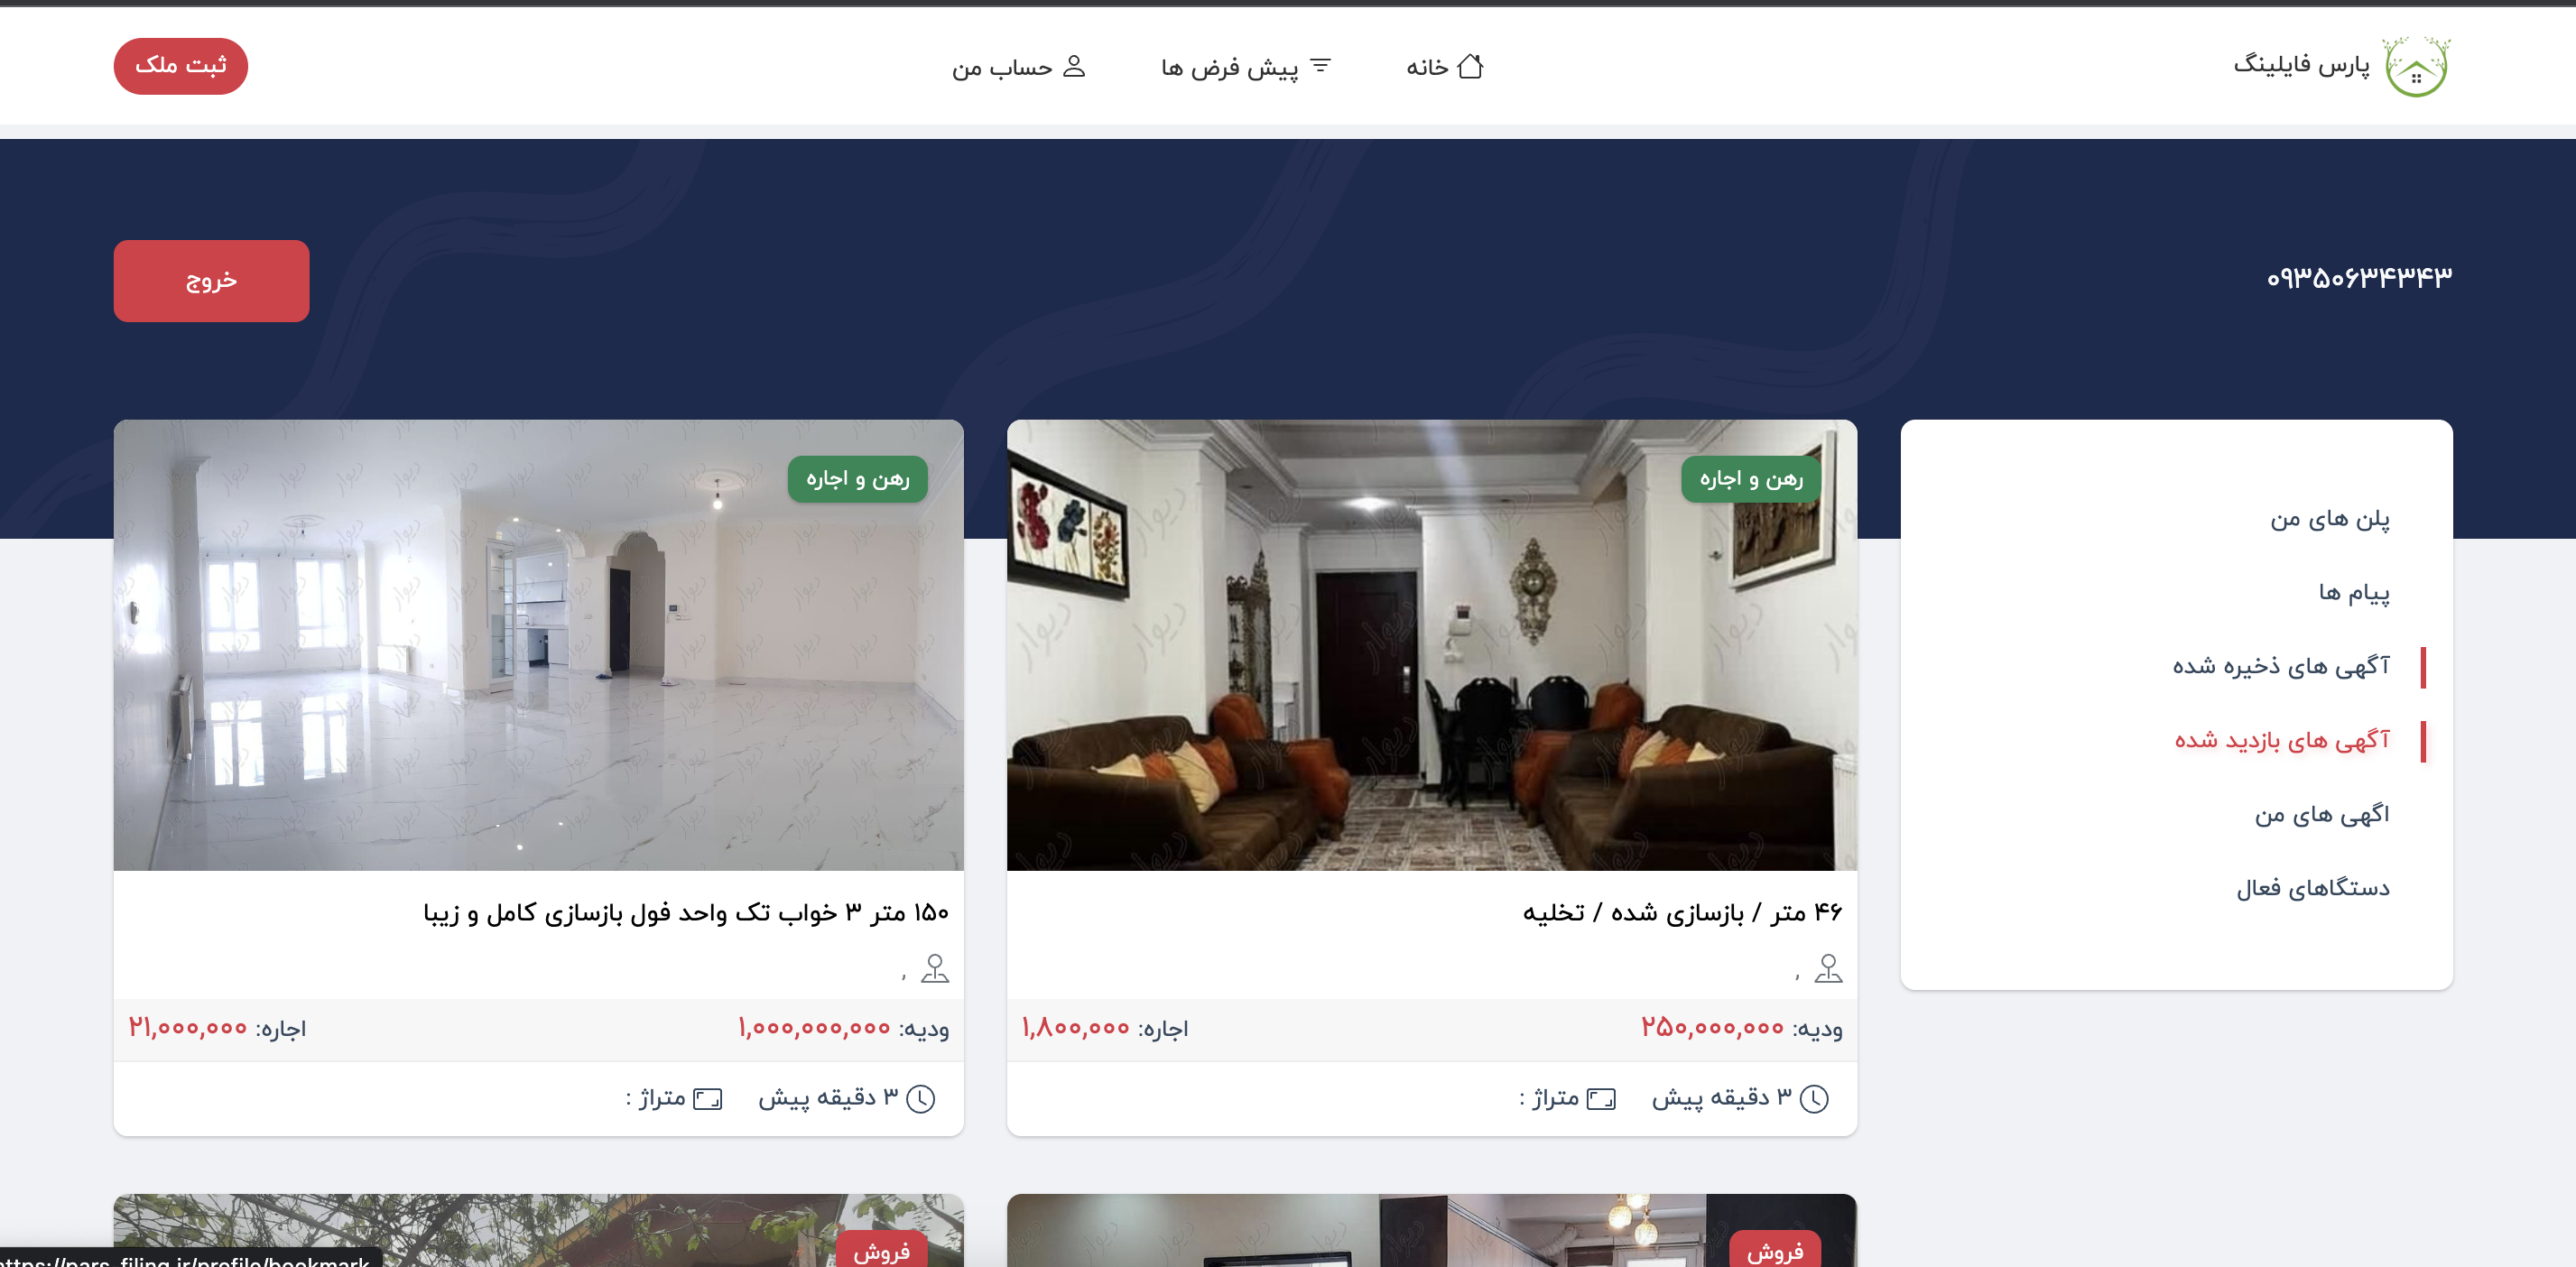 پارس فایلینگ
خانه
پیش فرض ها
حساب من
ثبت ملک
۰۹۳۵۰۶۳۴۳۴۳
خروج
پلن های من
پیام ها
آگهی های ذخیره شده
آگهی های بازدید شده
اگهی های من
دستگاهای فعال
رهن و اجاره
۴۶ متر / بازسازی شده / تخلیه
,
ودیعه: ۲۵۰,۰۰۰,۰۰۰ اجاره: ۱,۸۰۰,۰۰۰
۳ دقیقه پیش متراژ :
رهن و اجاره
۱۵۰ متر ۳ خواب تک واحد فول بازسازی کامل و زیبا
,
ودیه: ۱,۰۰۰,۰۰۰,۰۰۰ اجاره: ۲۱,۰۰۰,۰۰۰
۳ دقیقه پیش متراژ :
فروش
فروش
دیوار
https://pars-filing.ir/profile/bookmark